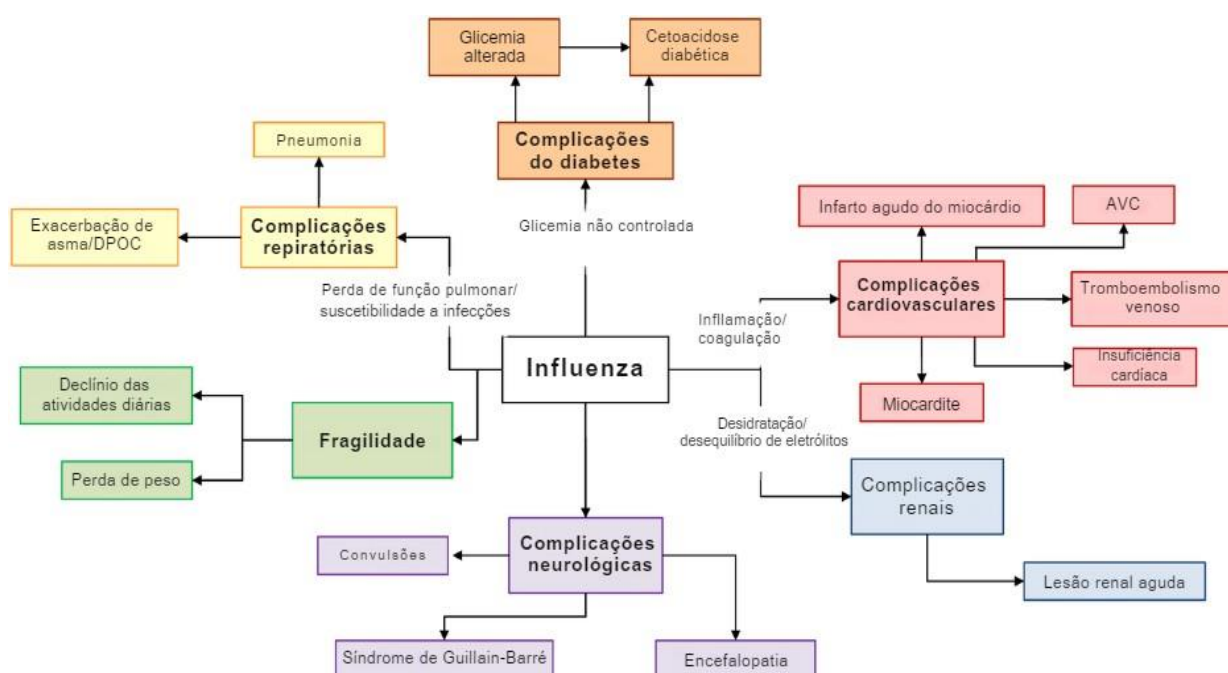 Glicemia
alterada
Cetoacidose
diabética
Complicações
do diabetes
Glicemia não controlada
Pneumonia
Exacerbação de
asma/DPOC
Complicações
repiratórias
Perda de função pulmonar/
suscetibilidade a infecções
Infarto agudo do miocárdio
AVC
Complicações
cardiovasculares
Tromboembolismo
venoso
Insuficiência
cardíaca
Miocardite
Infllamação/
coagulação
Influenza
Desidratação/
desequilíbrio de eletrólitos
Declínio das
atividades diárias
Fragilidade
Perda de peso
Complicações
renais
Lesão renal aguda
Complicações
neurológicas
Convulsões
Síndrome de Guillain-Barré
Encefalopatia